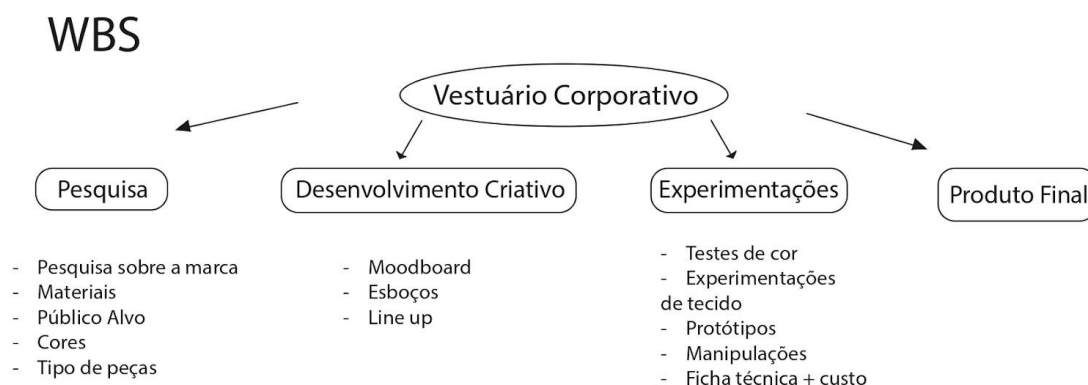 WBS
Vestuário Corporativo
Pesquisa
Desenvolvimento Criativo
Experimentações
Produto Final
- Pesquisa sobre a marca
- Materiais
- Público Alvo
- Cores
- Tipo de peças
- Moodboard
- Esboços
- Line up
- Testes de cor
- Experimentações
de tecido
- Protótipos
- Manipulações
- Ficha técnica + custo